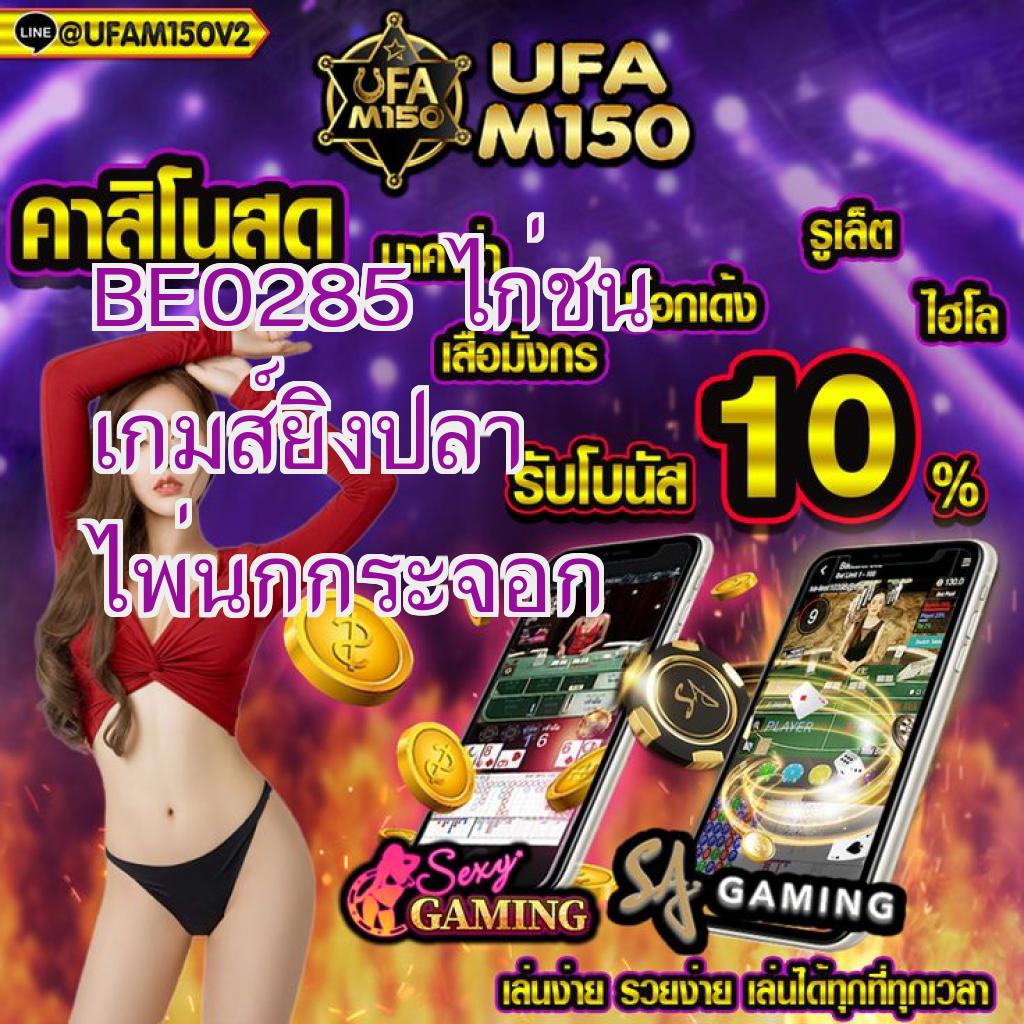 LINE @UFAM150V2
UFA
M150
UFA
M150
คาสิโนสด
รูเล็ต
ไฮโล
เสือมังกร
BE0285 ไก่ชน
เกมส์ยิงปลา
ไพ่นกกระจอก
รับโบนัส 10 %
PLAYER
Sexy
GAMING
SA GAMING
เล่นง่าย รวยง่าย เล่นได้ทุกที่ทุกเวลา